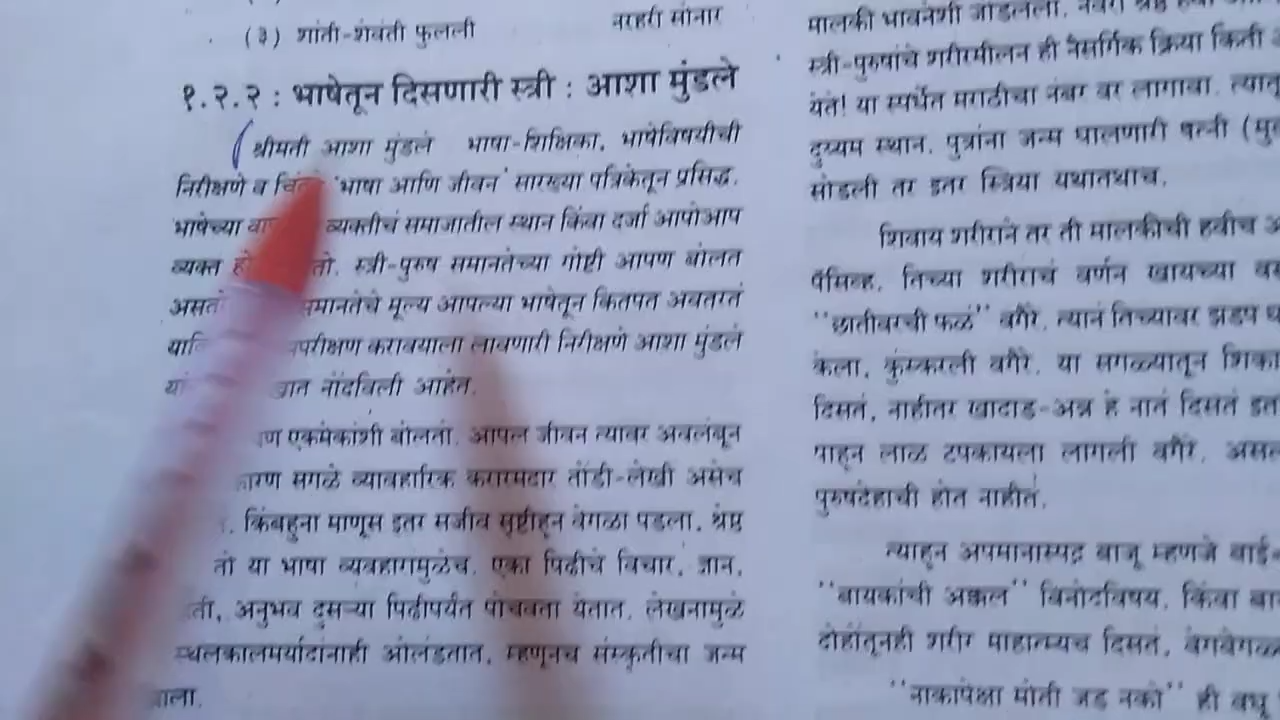 (३) शांती-शेवंती फुलली नरहरी सोनार
१.२.२ : भाषेतून दिसणारी स्त्री : आशा मुंडले
श्रीमती आशा मुंडले भाषा-शिक्षिका. भाषेविषयीची
निरीक्षणे व 'भाषा आणि जीवन' सारख्या पत्रिकेतून प्रसिद्ध.
भाषेच्या व्यक्तीचं समाजातील स्थान किंवा दर्जा आपोआप
व्यक्त स्त्री-पुरुष समानतेच्या गोष्टी आपण बोलत
समानतेचे मूल्य आपल्या भाषेतून कितपत अवतरतं
करावयाला लावणारी निरीक्षणे आशा मुंडले
नोंदविली आहेत.
एकमेकांशी बोलतो. आपलं जीवन त्यावर अवलंबून
सगळे व्यावहारिक करारमदार तोंडी-लेखी असेच
किंबहुना माणूस इतर सजीव सृष्टीहून वेगळा पडला, श्रेष्ठ
तो या भाषा व्यवहारामुळेच. एका पिढीचे विचार, ज्ञान,
अनुभव दुसऱ्या पिढीपर्यंत पोचवता येतात. लेखनामुळे
स्थलकालमर्यादांनाही ओलंडतात, म्हणूनच संस्कृतीचा जन्म
मालकी भावनेशी जोडलेला.
स्त्री-पुरुषांचे शरीरमीलन ही नैसर्गिक क्रिया किती
येते! या स्पर्धेत मराठीचा नंबर वर लागावा.
दुय्यम स्थान. पुत्रांना जन्म घालणारी पत्नी
सोडली तर इतर स्त्रिया यथातथाच.
शिवाय शरीराने तर ती मालकीची हवीच
पॅसिव्ह. तिच्या शरीराचं वर्णन खायच्या
"छातीवरची फळं" वगैरे. त्यानं तिच्यावर झडप
केला, कुस्करली वगैरे. या सगळ्यातून
दिसतं, नाहीतर खादाड-अन्न हे नातं दिसतं
पाहून लाळ टपकायला लागली वगैरे.
पुरुषदेहाची होत नाहीत.
त्याहून अपमानास्पद बाजू म्हणजे
"बायकांची अक्कल" विनोदविषय. किंवा
दोहोंतूनही शरीर माहात्म्यच दिसतं.
"नाकापेक्षा मोती जड नको" ही